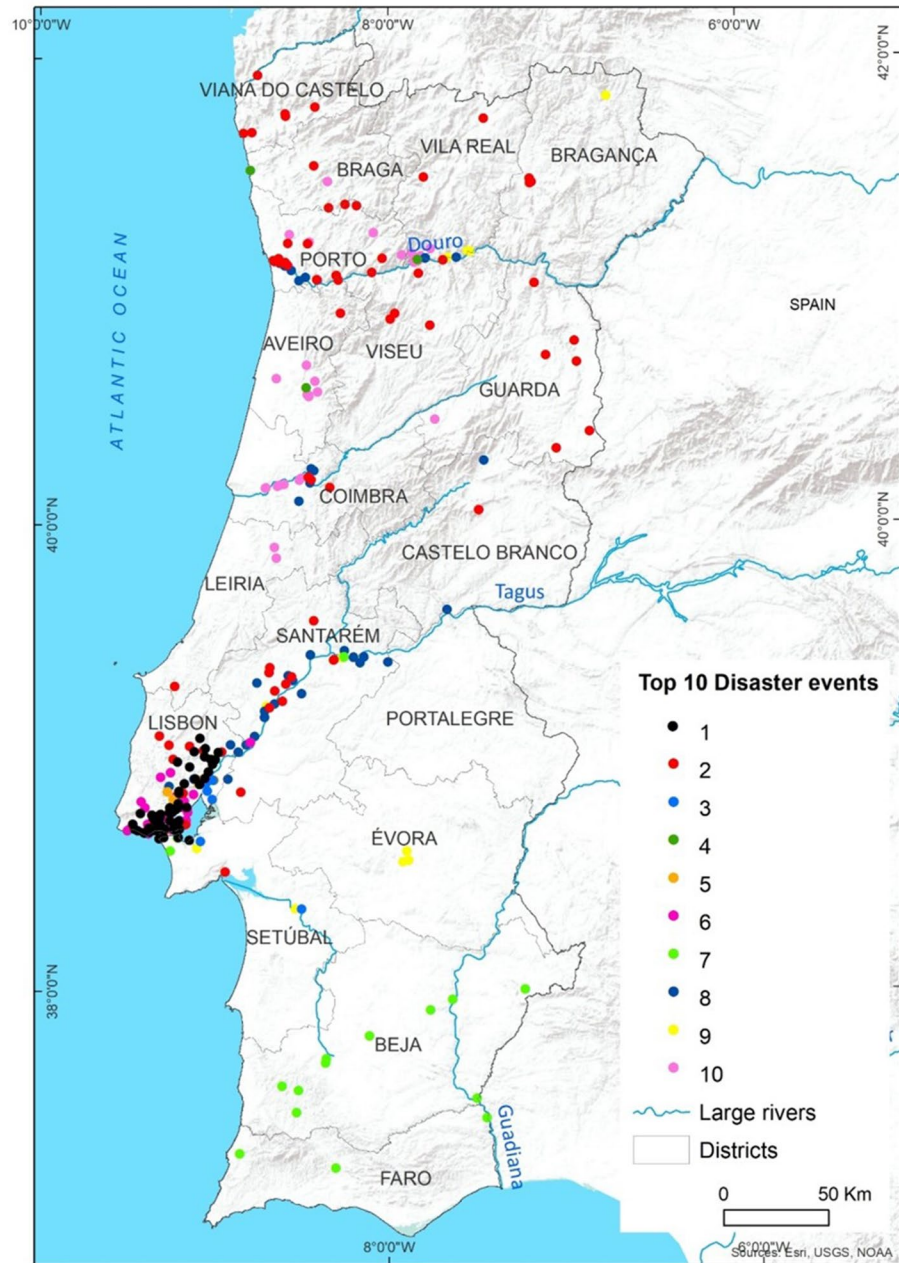 10°0'0"W
8°0'0"W
6°0'0"W
42°0'0"N
VIANA DO CASTELO
VILA REAL
BRAGANÇA
BRAGA
Douro
PORTO
ATLANTIC OCEAN
SPAIN
AVEIRO
VISEU
GUARDA
COIMBRA
40°0'0"N
40°0'0"N
CASTELO BRANCO
LEIRIA
Tagus
SANTARÉM
LISBON
PORTALEGRE
ÉVORA
SETÚBAL
38°0'0"N
BEJA
Guadiana
FARO
8°0'0"W
Top 10 Disaster events
1
2
3
4
5
6
7
8
9
10
Large rivers
Districts
0 50 Km
6°0'0"W
Sources: Esri, USGS, NOAA